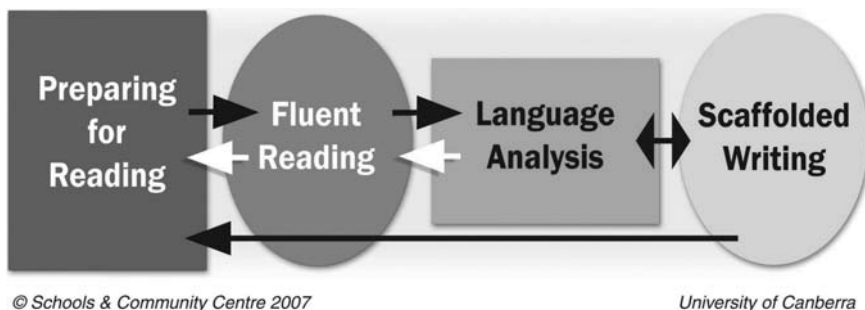 Preparing
for
Reading
Fluent
Reading
Language
Analysis
Scaffolded
Writing
© Schools & Community Centre 2007
University of Canberra